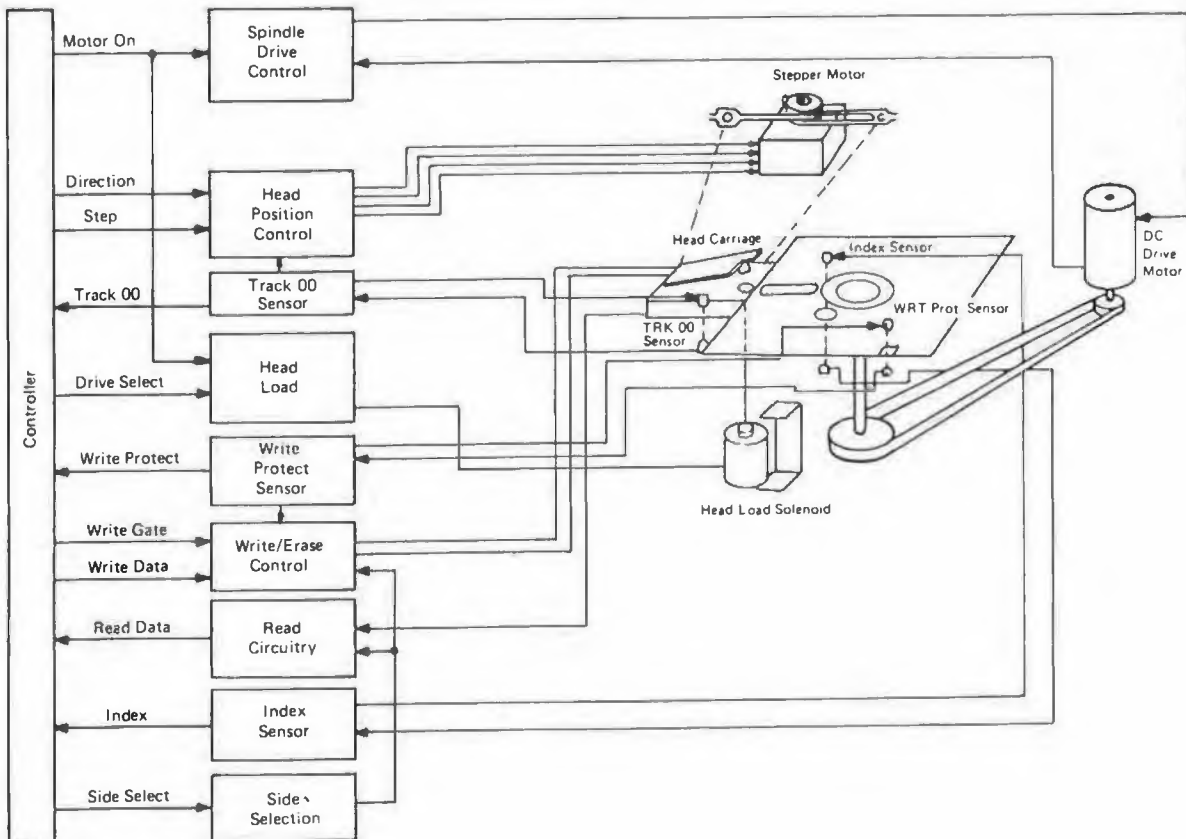 Controller
Motor On
Spindle
Drive
Control
Direction
Step
Head
Position
Control
Track 00
Track 00
Sensor
Drive Select
Head
Load
Write Protect
Write
Protect
Sensor
Write Gate
Write Data
Write/Erase
Control
Read Data
Read
Circuitry
Index
Index
Sensor
Side Select
Side
Selection
Stepper Motor
Head Carriage
Index Sensor
DC
Drive
Motor
WRT Prot Sensor
TRK 00
Sensor
Head Load Solenoid